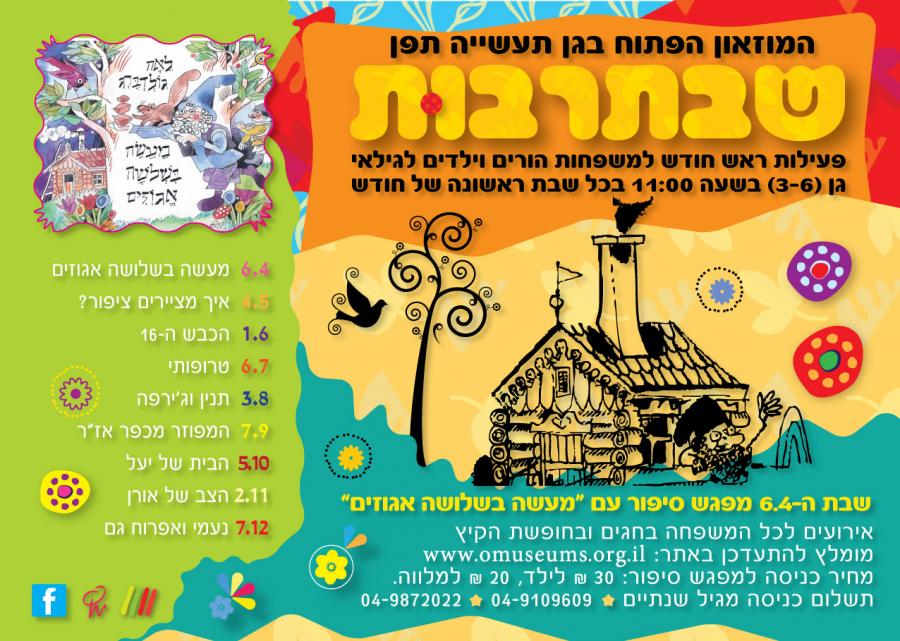 המוזאון הפתוח בגן תעשייה תפן
שבתרבות
פעילות ראש חודש למשפחות הורים וילדים לגילאי
גן (3-6) בשעה 11:00 בכל שבת ראשונה של חודש
לאה
גולדברג
מעשה
בשלשה
אגוזים
6.4 מעשה בשלושה אגוזים
4.5 איך מציירים ציפור?
1.6 הכבש ה-16
6.7 טרופותי
3.8 תנין וג'ירפה
7.9 המפוזר מכפר אז"ר
5.10 הבית של יעל
2.11 הצב של אורן
7.12 נעמי ואפרוח גם
שבת ה-6.4 מפגש סיפור עם "מעשה בשלושה אגוזים"
אירועים לכל המשפחה בחגים ובחופשת הקיץ
מומלץ להתעדכן באתר: www.omuseums.org.il
מחיר כניסה למפגש סיפור: 30 ₪ לילד, 20 ₪ למלווה.
תשלום כניסה מגיל שנתיים 04-9109609 04-9872022
f